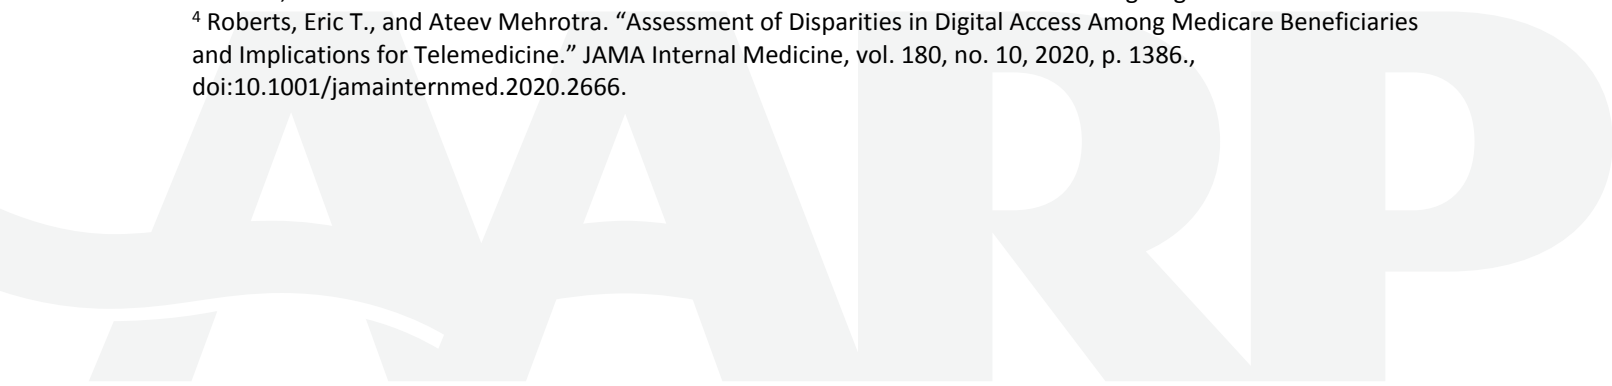 ⁴ Roberts, Eric T., and Ateev Mehrotra. “Assessment of Disparities in Digital Access Among Medicare Beneficiaries
and Implications for Telemedicine.” JAMA Internal Medicine, vol. 180, no. 10, 2020, p. 1386.,
doi:10.1001/jamainternmed.2020.2666.
AARP